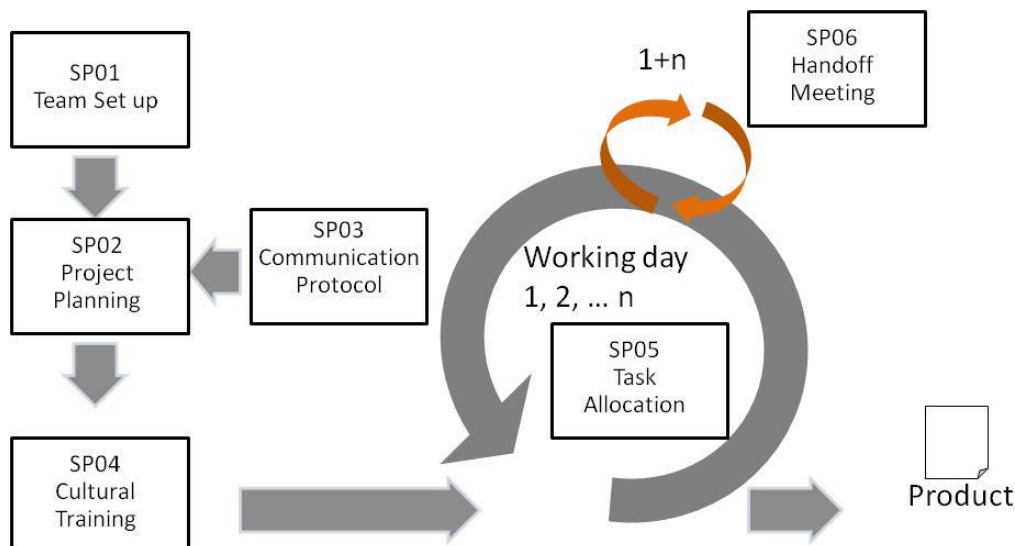 SP01
Team Set up
SP02
Project
Planning
SP03
Communication
Protocol
SP04
Cultural
Training
Working day
1, 2, ... n
SP05
Task
Allocation
1+n
SP06
Handoff
Meeting
Product